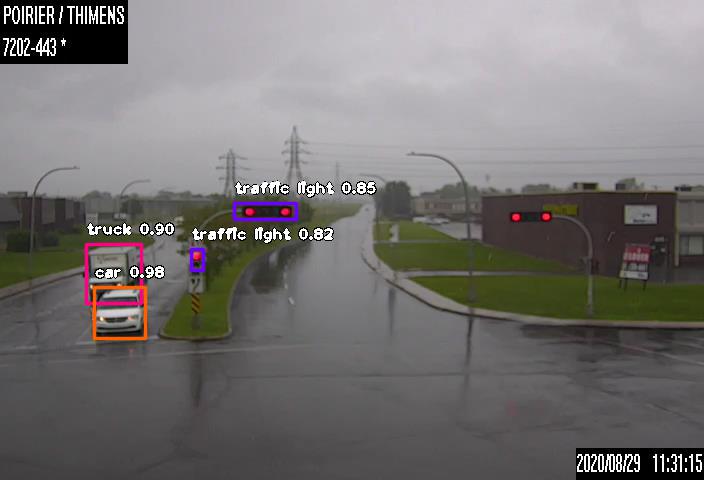 POIRIER / THIMENS
7202-443 *
traffic light 0.85
truck 0.90
traffic light 0.82
car 0.98
2020/08/29 11:31:15